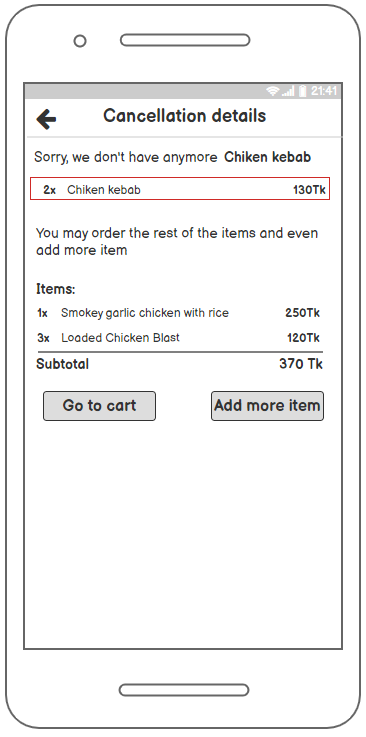 21:41
Cancellation details
Sorry, we don't have anymore Chiken kebab
2x Chiken kebab 130Tk
You may order the rest of the items and even
add more item
Items:
1x Smokey garlic chicken with rice 250Tk
3x Loaded Chicken Blast 120Tk
Subtotal 370 Tk
Go to cart Add more item